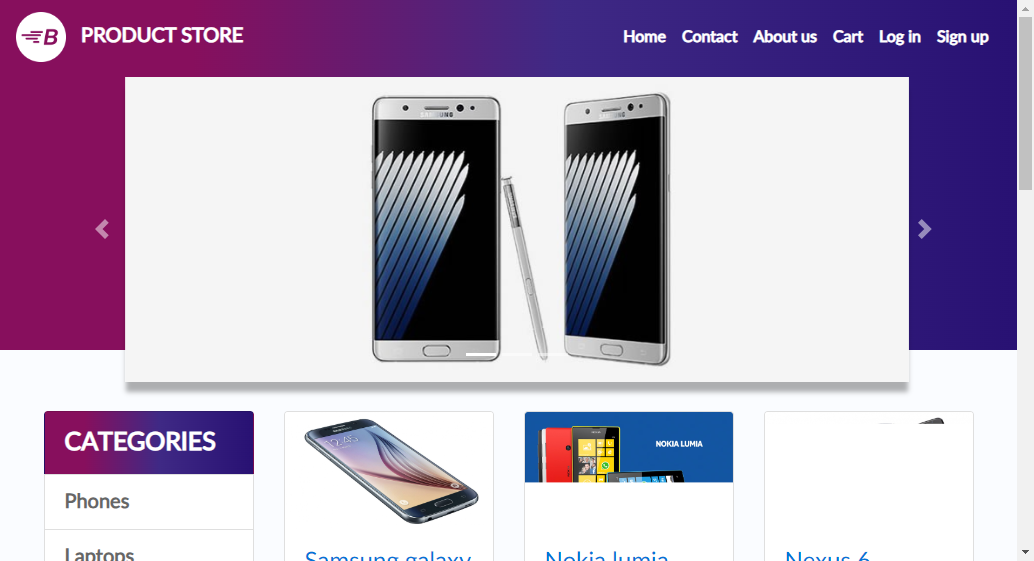 B PRODUCT STORE
Home Contact About us Cart Log in Sign up
SAMSUNG
SAMSUNG
CATEGORIES
Phones
Laptops
NOKIA LUMIA
Samsung galaxy
Nokia lumia
Nexus 6